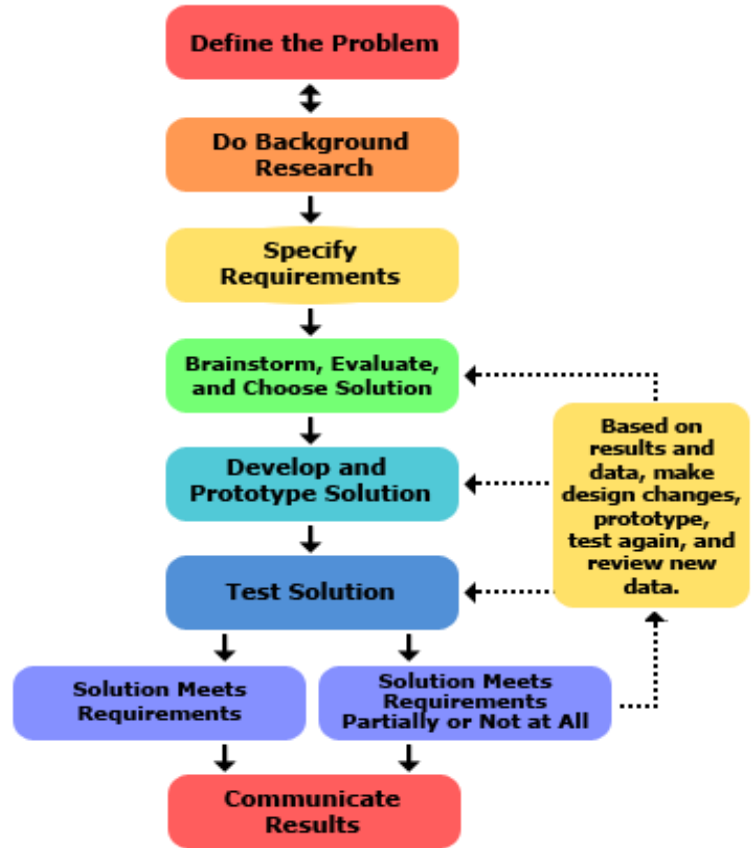 Define the Problem
Do Background
Research
Specify
Requirements
Brainstorm, Evaluate,
and Choose Solution
Based on
results and
data, make
design changes,
prototype,
test again, and
review new
data.
Develop and
Prototype Solution
Test Solution
Solution Meets
Requirements
Solution Meets
Requirements
Partially or Not at All
Communicate
Results